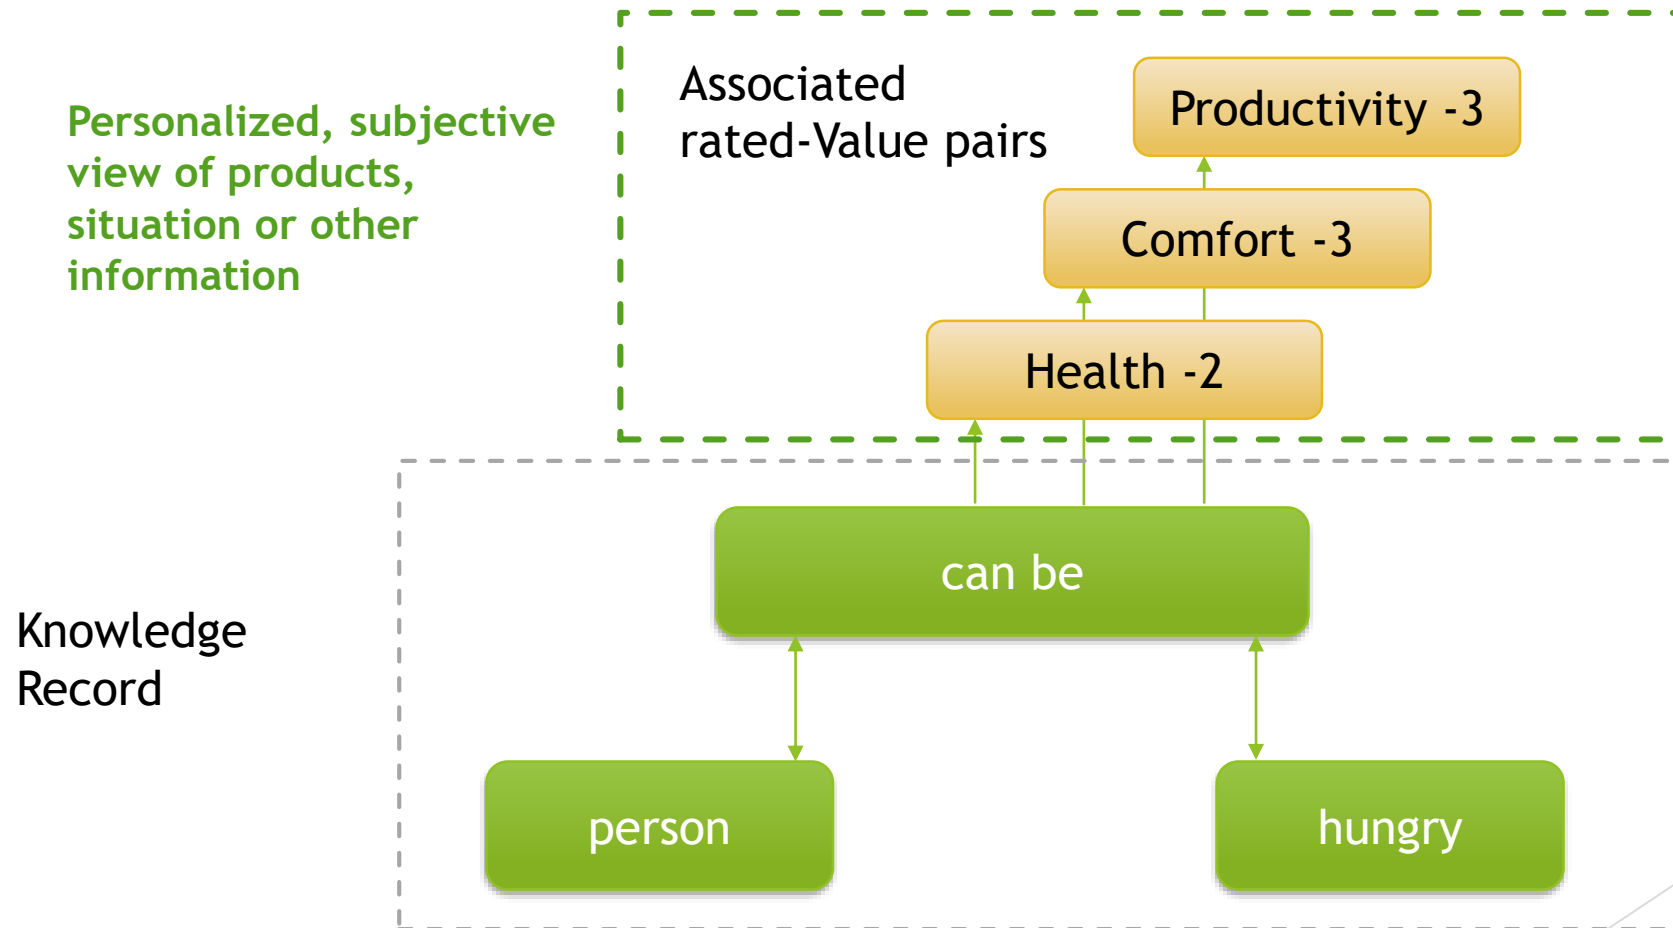 Personalized, subjective
view of products,
situation or other
information
Associated
rated-Value pairs
Productivity -3
Comfort -3
Health -2
Knowledge
Record
can be
person
hungry